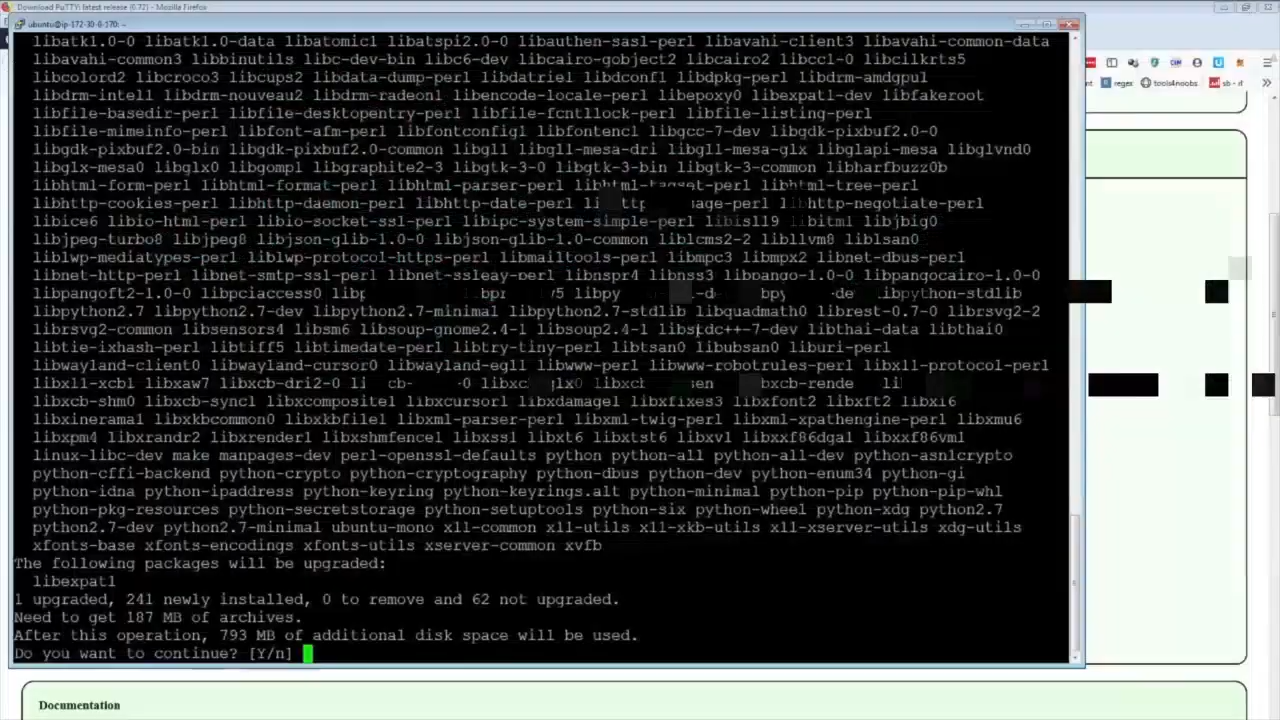 Download PuTTY: latest release (0.72) - Mozilla Firefox
ubuntu@ip-172-30-8-170: ~
libatk1.0-0 libatk1.0-data libatomic1 libatspi2.0-0 libauthen-sasl-perl libavahi-client3 libavahi-common-data
libavahi-common3 libbinutils libc-dev-bin libc6-dev libcairo-gobject2 libcairo2 libcc1-0 libcilkrts5
libcolord2 libcroco3 libcups2 libdata-dump-perl libdatrie1 libdconf1 libdpkg-perl libdrm-amdgpu1
libdrm-intel1 libdrm-nouveau2 libdrm-radeon1 libencode-locale-perl libepoxy0 libexpat1-dev libfakeroot
libfile-basedir-perl libfile-desktopentry-perl libfile-fcntllock-perl libfile-listing-perl
libfile-mimeinfo-perl libfont-afm-perl libfontconfig1 libfontenc1 libgcc-7-dev libgdk-pixbuf2.0-0
libgdk-pixbuf2.0-bin libgdk-pixbuf2.0-common libgl1 libgl1-mesa-dri libgl1-mesa-glx libglapi-mesa libglvnd0
libglx-mesa0 libglx0 libgomp1 libgraphite2-3 libgtk-3-0 libgtk-3-bin libgtk-3-common libharfbuzz0b
libhtml-form-perl libhtml-format-perl libhtml-parser-perl libhtml-tagset-perl libhtml-tree-perl
libhttp-cookies-perl libhttp-daemon-perl libhttp-date-perl libhttp-negotiate-perl
libice6 libio-html-perl libio-socket-ssl-perl libipc-system-simple-perl libisl19 libitm1 libjbig0
libjpeg-turbo8 libjpeg8 libjson-glib-1.0-0 libjson-glib-1.0-common liblcms2-2 libllvm8 liblsan0
liblwp-mediatypes-perl liblwp-protocol-https-perl libmailtools-perl libmpc3 libmpx2 libnet-dbus-perl
libnet-http-perl libnet-smtp-ssl-perl libnet-ssleay-perl libnspr4 libnss3 libpango-1.0-0 libpangocairo-1.0-0
libpangoft2-1.0-0 libpciaccess0 libpython-stdlib
libpython2.7 libpython2.7-dev libpython2.7-minimal libpython2.7-stdlib libquadmath0 librest-0.7-0 librsvg2-2
librsvg2-common libsensors4 libsm6 libsoup-gnome2.4-1 libsoup2.4-1 libstdc++-7-dev libthai-data libthai0
libtie-ixhash-perl libtiff5 libtimedate-perl libtry-tiny-perl libtsan0 libubsan0 liburi-perl
libwayland-client0 libwayland-cursor0 libwayland-egl1 libwww-perl libwww-robotrules-perl libx11-protocol-perl
libx11-xcb1 libxaw7 libxcb-dri2-0
libxcb-shm0 libxcb-sync1 libxcomposite1 libxcursor1 libxdamage1 libxfixes3 libxfont2 libxft2 libxi6
libxinerama1 libxkbcommon0 libxkbfile1 libxml-parser-perl libxml-twig-perl libxml-xpathengine-perl libxmu6
libxpm4 libxrandr2 libxrender1 libxshmfence1 libxss1 libxt6 libxtst6 libxv1 libxxf86dga1 libxxf86vm1
linux-libc-dev make manpages-dev perl-openssl-defaults python python-all python-all-dev python-asn1crypto
python-cffi-backend python-crypto python-cryptography python-dbus python-dev python-enum34 python-gi
python-idna python-ipaddress python-keyring python-keyrings.alt python-minimal python-pip python-pip-whl
python-pkg-resources python-secretstorage python-setuptools python-six python-wheel python-xdg python2.7
python2.7-dev python2.7-minimal ubuntu-mono x11-common x11-utils x11-xkb-utils x11-xserver-utils xdg-utils
xfonts-base xfonts-encodings xfonts-utils xserver-common xvfb
The following packages will be upgraded:
libexpat1
1 upgraded, 241 newly installed, 0 to remove and 62 not upgraded.
Need to get 187 MB of archives.
After this operation, 793 MB of additional disk space will be used.
Do you want to continue? [Y/n]
regex tools4noobs
Documentation